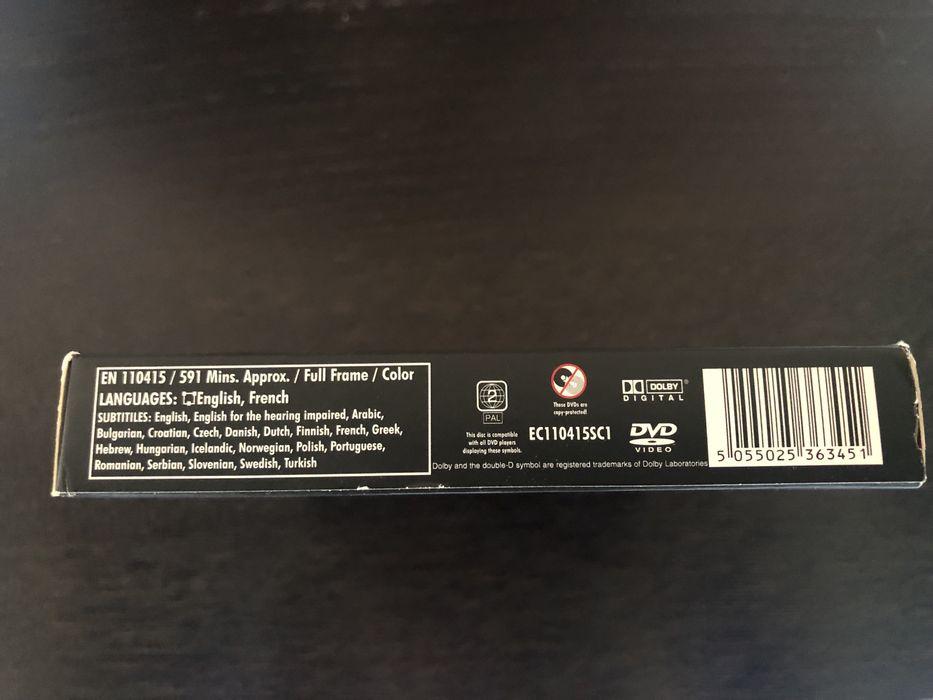 EN 110415 / 591 Mins. Approx. / Full Frame / Color
LANGUAGES: English, French
SUBTITILES: English, English for the hearing impaired, Arabic,
Bulgarian, Croatian, Czech, Danish, Dutch, Finnish, French, Greek,
Hebrew, Hungarian, Icelandic, Norwegian, Polish, Portuguese,
Romanian, Serbian, Slovenian, Swedish, Turkish
2
PAL
This disc is compatible
with all DVD players
displaying these symbols.
These DVDs are
copy-protected!
EC110415SC1
DOLBY®
DIGITAL
DVD
VIDEO
Dolby and the double-D symbol are registered trademarks of Dolby Laboratories
5 055025 363451